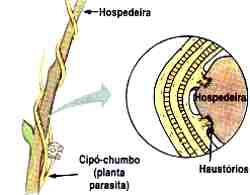 Hospedeira
Hospedeira
Haustórios
Cipó-chumbo
(planta
parasita)